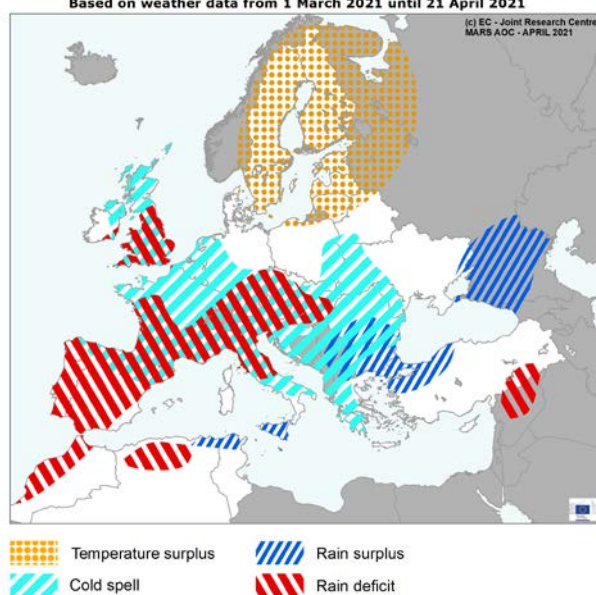 Based on weather data from 1 March 2021 until 21 April 2021
(c) EC - Joint Research Centre
MARS AOC - APRIL 2021
Temperature surplus
Rain surplus
Cold spell
Rain deficit